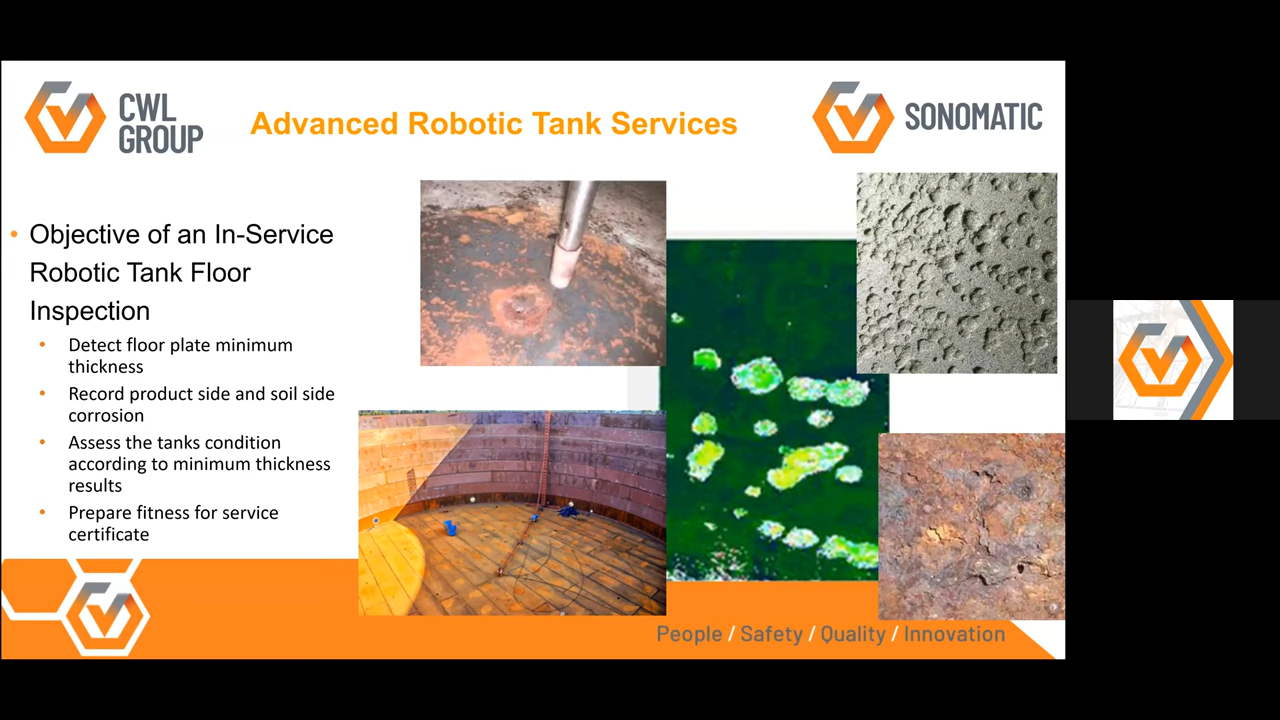 CWL
GROUP
Advanced Robotic Tank Services
SONOMATIC
• Objective of an In-Service
Robotic Tank Floor
Inspection
• Detect floor plate minimum
thickness
• Record product side and soil side
corrosion
• Assess the tanks condition
according to minimum thickness
results
• Prepare fitness for service
certificate
People / Safety / Quality / Innovation